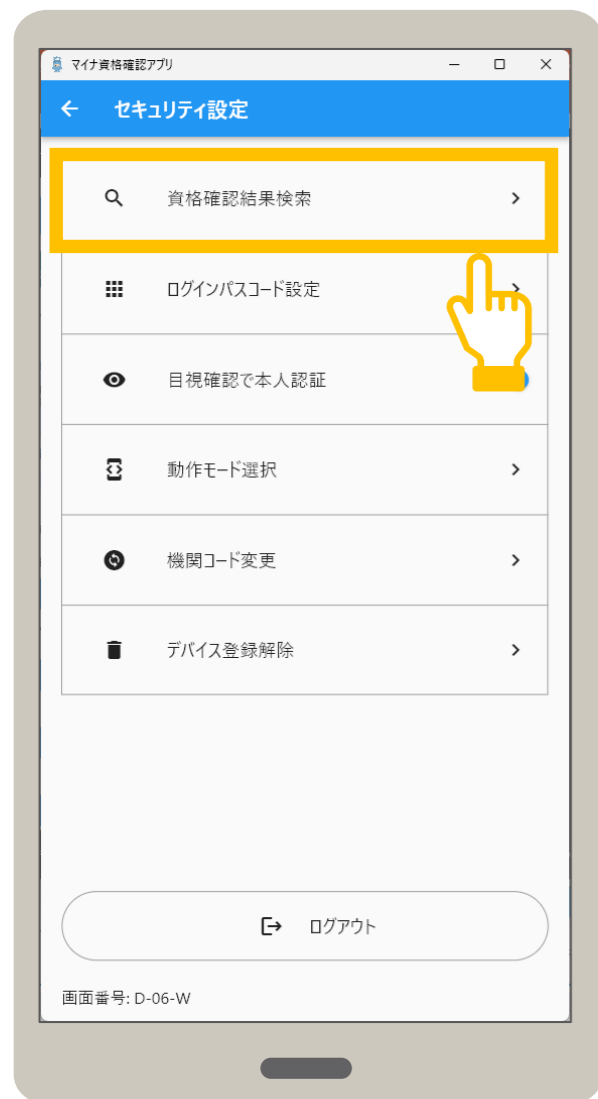 マイナ資格確認アプリ
セキュリティ設定
資格確認結果検索
ログインパスコード設定
目視確認で本人認証
動作モード選択
機関コード変更
デバイス登録解除
ログアウト
画面番号: D-06-W